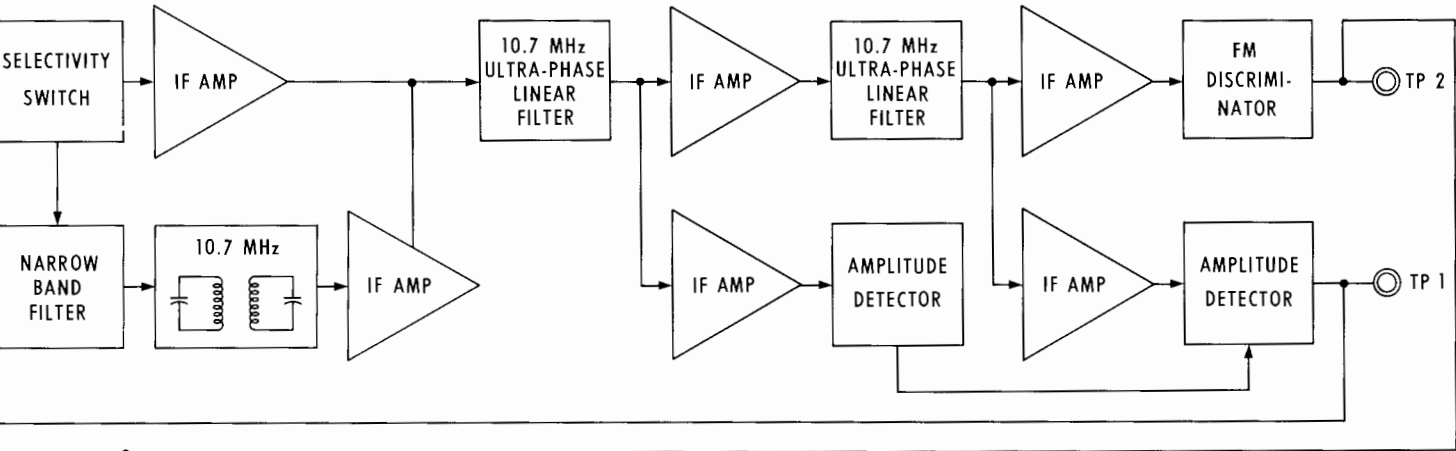 SELECTIVITY
SWITCH
IF AMP
10.7 MHz
ULTRA-PHASE
LINEAR
FILTER
IF AMP
10.7 MHz
ULTRA-PHASE
LINEAR
FILTER
IF AMP
FM
DISCRIMI-
NATOR
TP 2
NARROW
BAND
FILTER
10.7 MHz
IF AMP
IF AMP
AMPLITUDE
DETECTOR
IF AMP
AMPLITUDE
DETECTOR
TP 1